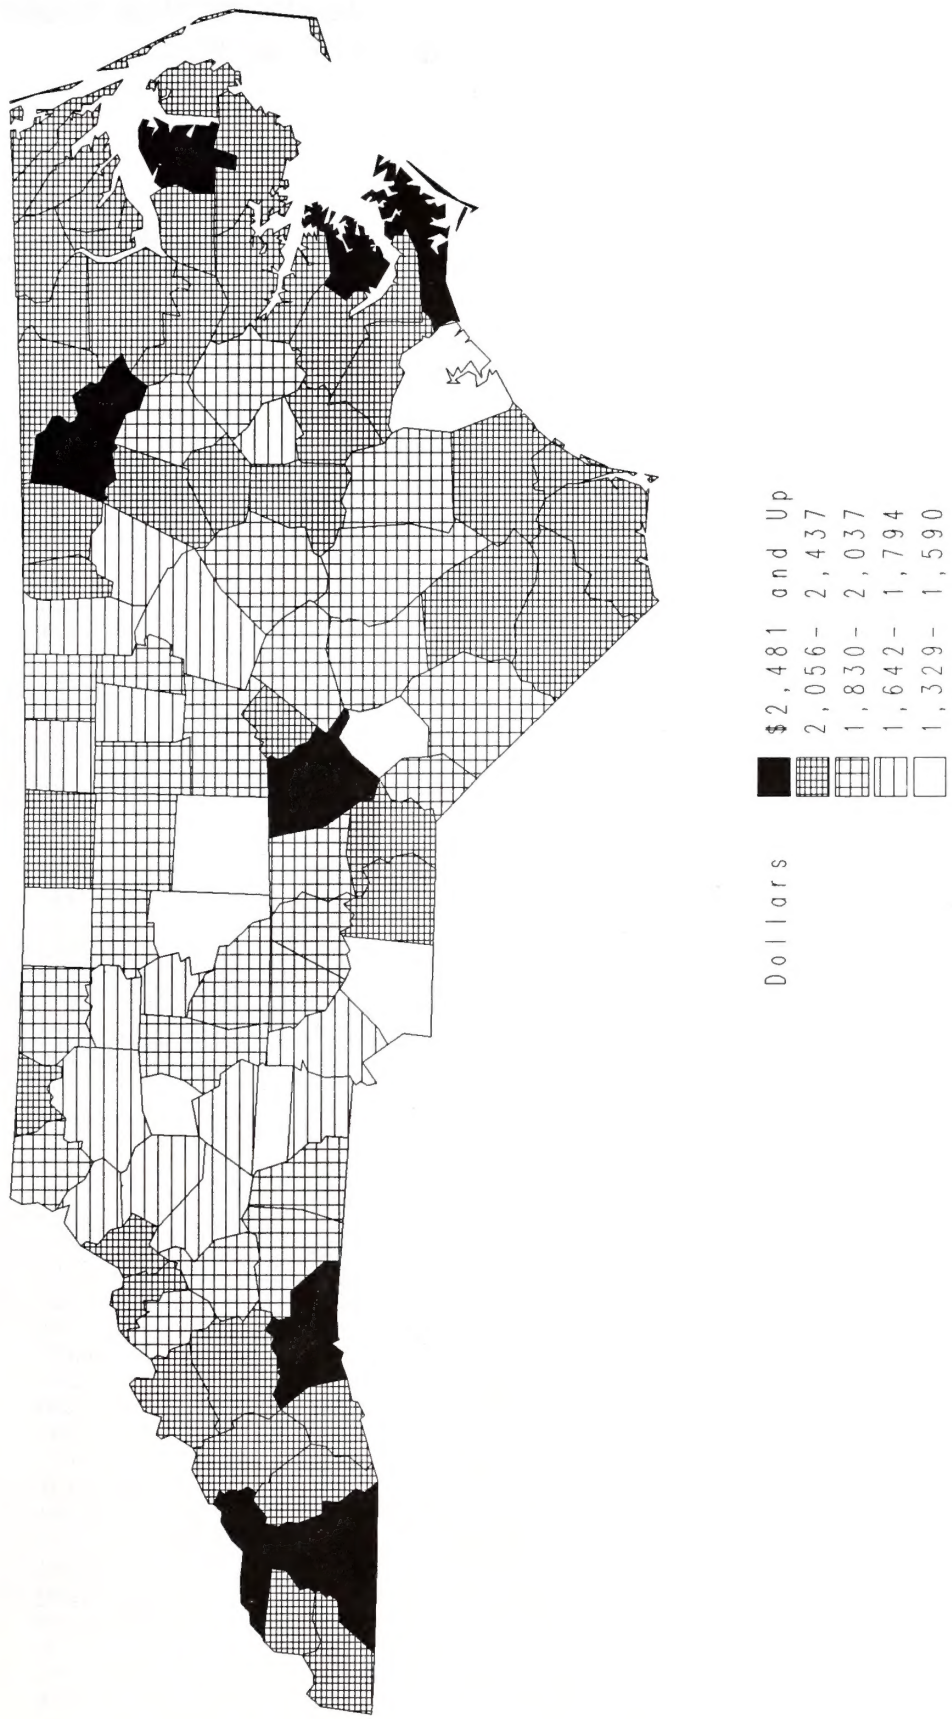 Dollars
$2,481 and Up
2,056- 2,437
1,830- 2,037
1,642- 1,794
1,329- 1,590